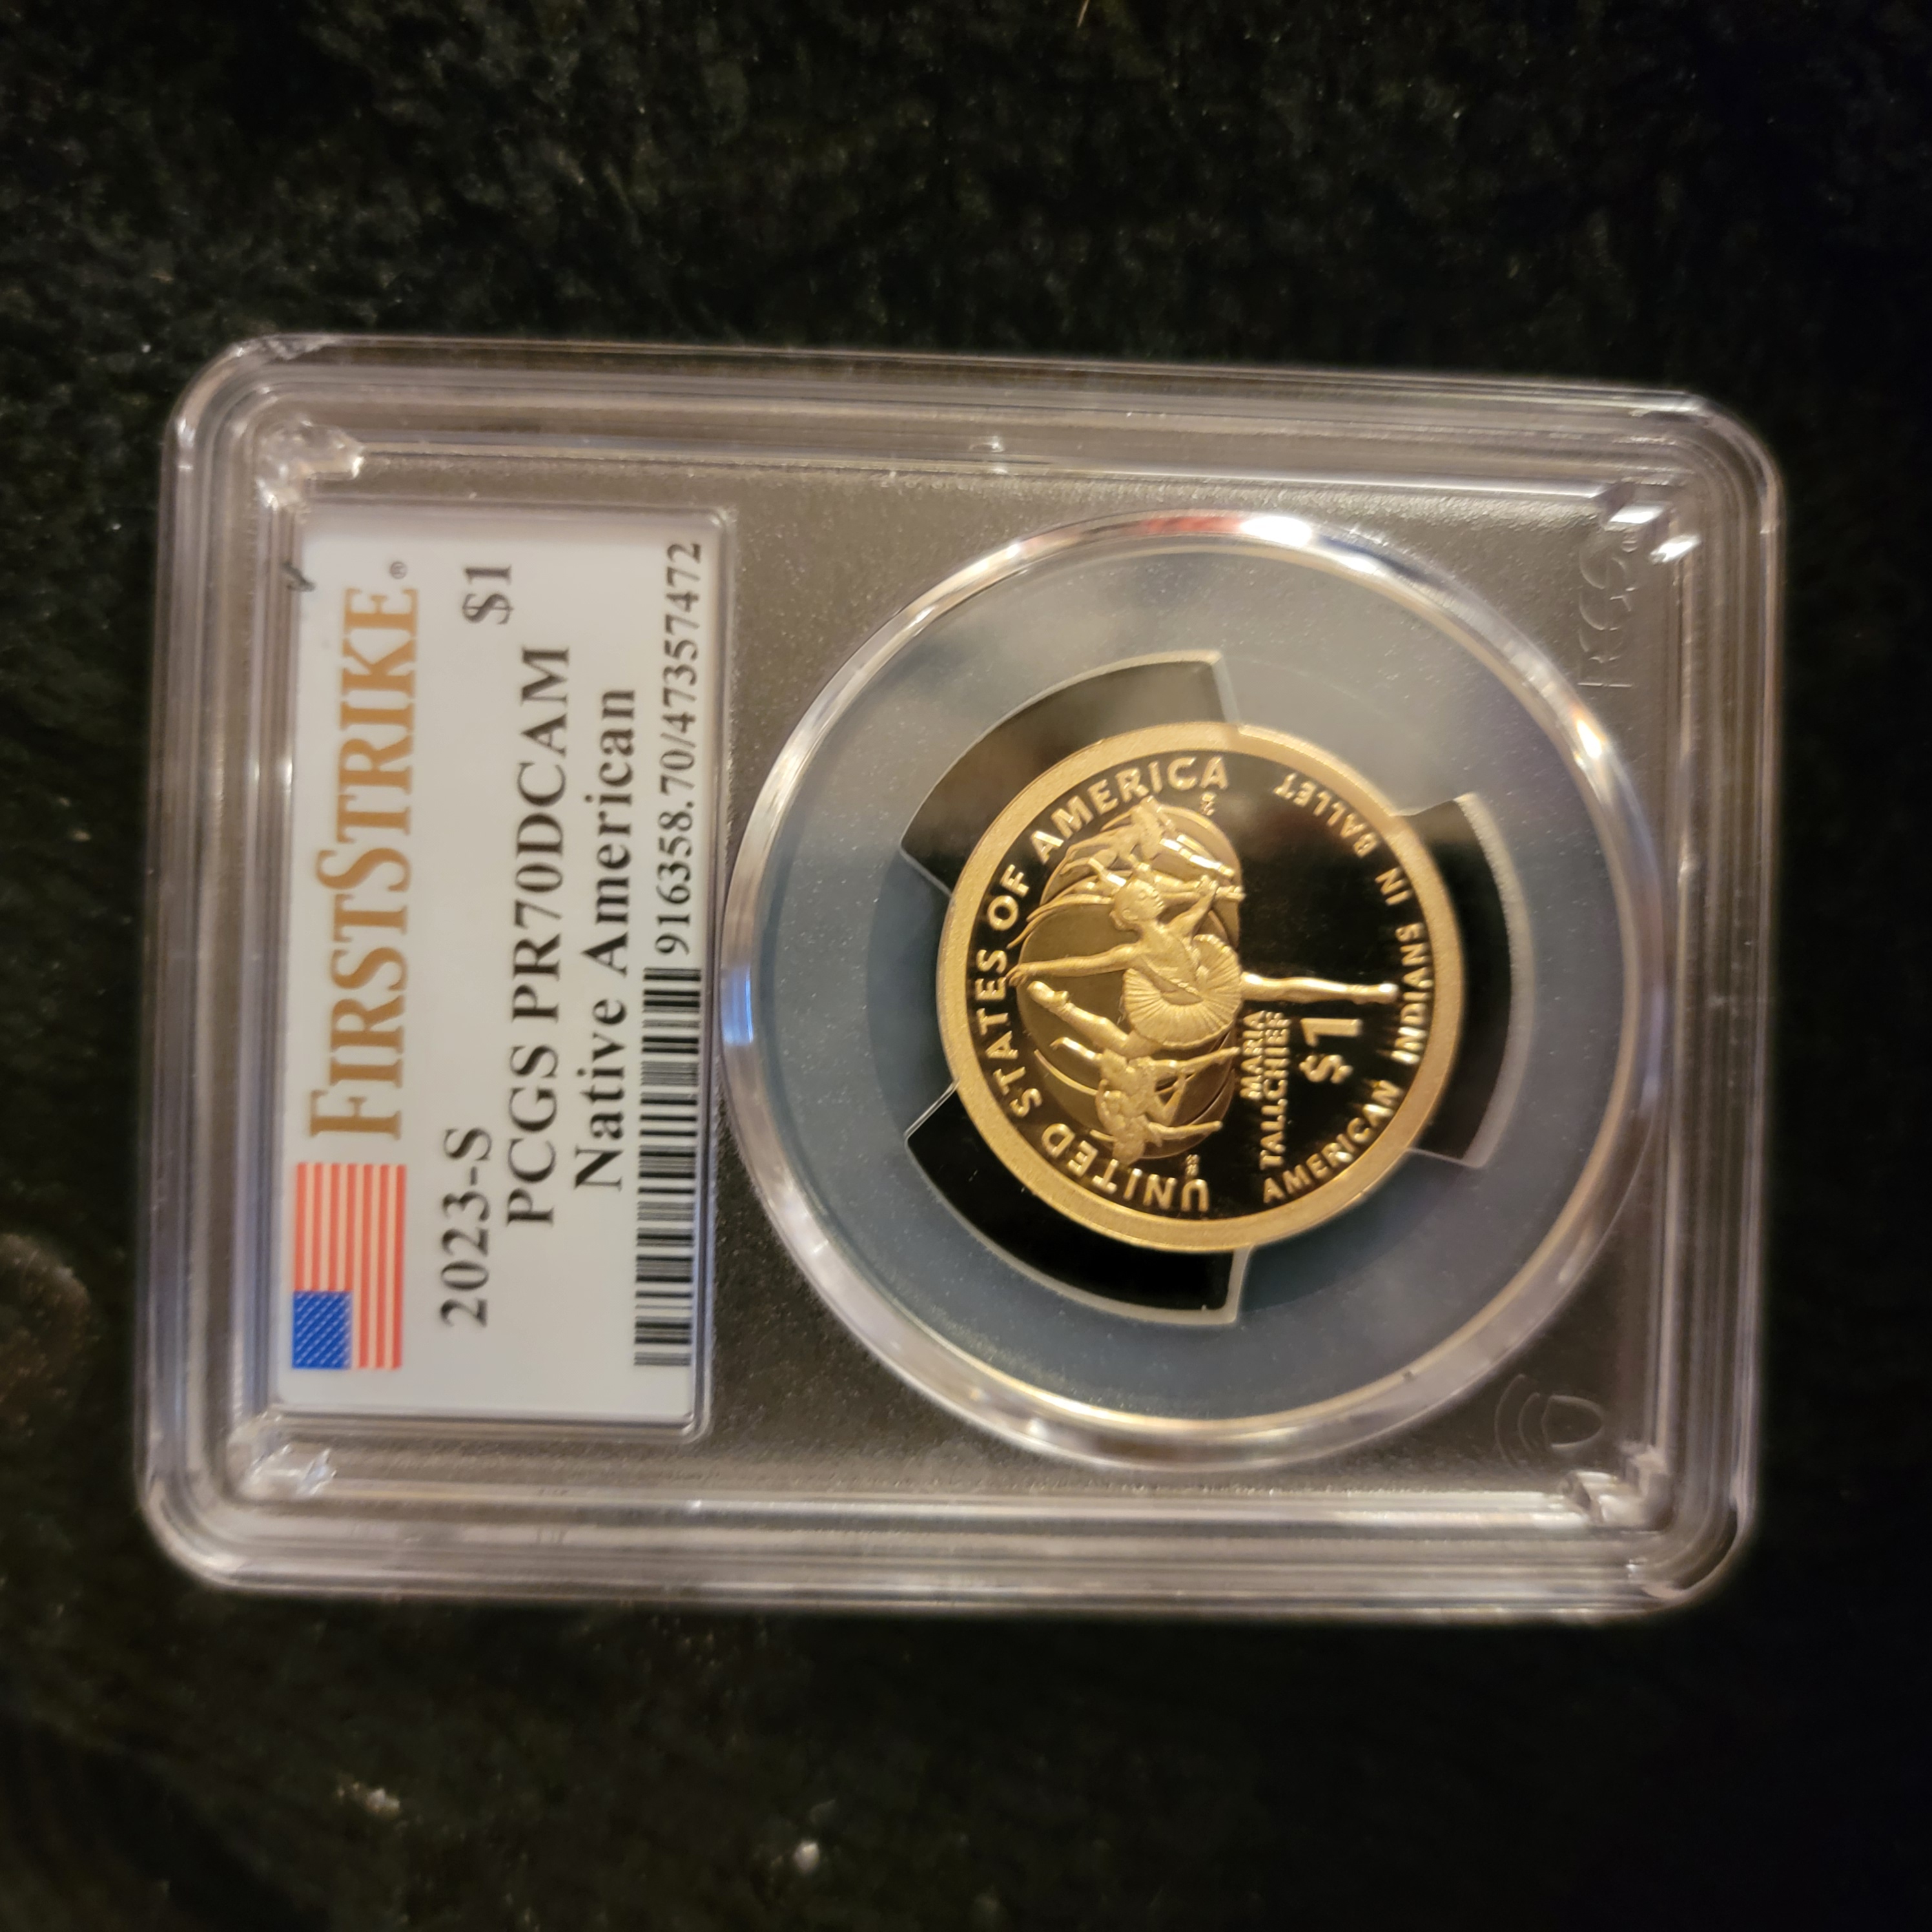 FIRSTSTRIKE®
2023-S $1
PCGS PR70DCAM
Native American
916358.70/47357472
UNITED STATES OF AMERICA
MARIA
TALLCHIEF
$1
AMERICAN INDIANS IN BALLET
PCGS